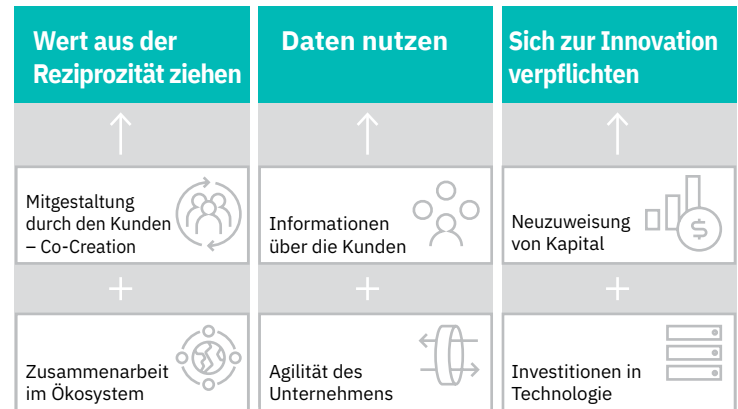 Wert aus der
Reziprozität ziehen
Daten nutzen
Sich zur Innovation
verpflichten
Mitgestaltung
durch den Kunden
– Co-Creation
Informationen
über die Kunden
Neuzuweisung
von Kapital
$
+
+
+
Zusammenarbeit
im Ökosystem
Agilität des
Unternehmens
Investitionen in
Technologie